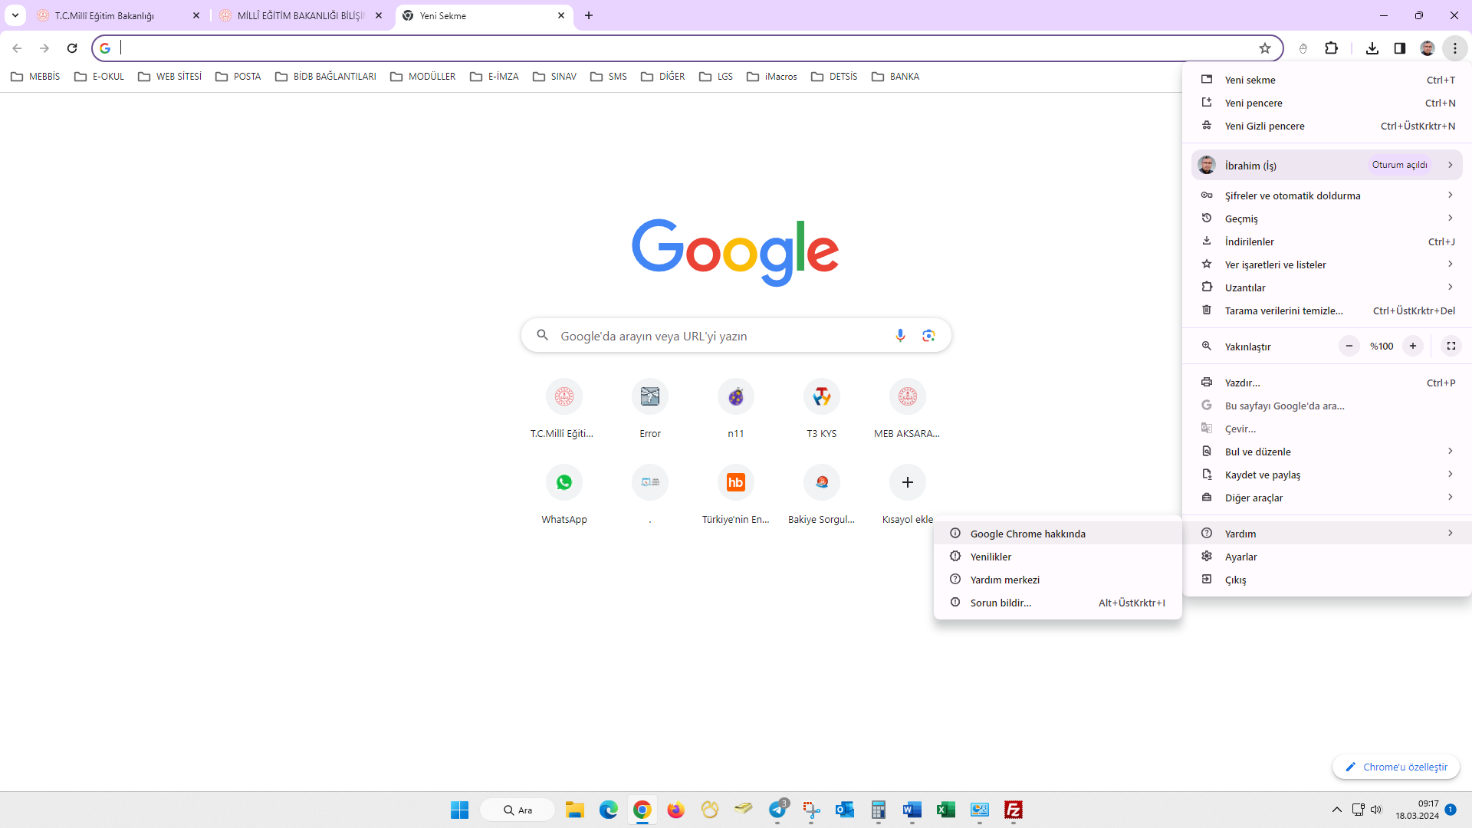 T.C.Millî Eğitim Bakanlığı
MİLLÎ EĞİTİM BAKANLIĞI BİLİŞİ
Yeni Sekme
MEBBİS
E-OKUL
WEB SİTESİ
POSTA
BİDB BAĞLANTILARI
MODÜLLER
E-İMZA
SINAV
SMS
DİĞER
LGS
iMacros
DETSİS
BANKA
Yeni sekme Ctrl+T
Yeni pencere Ctrl+N
Yeni Gizli pencere Ctrl+ÜstKrktr+N
İbrahim (İş) Oturum açıldı
Şifreler ve otomatik doldurma
Geçmiş
İndirilenler Ctrl+J
Yer işaretleri ve listeler
Uzantılar
Tarama verilerini temizle... Ctrl+ÜstKrktr+Del
Yakınlaştır %100
Yazdır... Ctrl+P
Bu sayfayı Google'da ara...
Çevir...
Bul ve düzenle
Kaydet ve paylaş
Diğer araçlar
Yardım
Ayarlar
Çıkış
Google Chrome hakkında
Yenilikler
Yardım merkezi
Sorun bildir... Alt+ÜstKrktr+I
Google
Google'da arayın veya URL'yi yazın
T.C.Millî Eğiti...
Error
n11
T3 KYS
MEB AKSARA...
WhatsApp
.
hb
Türkiye'nin En...
Bakiye Sorgul...
Kısayol ekle
Chrome'u özelleştir
Ara
3
09:17
18.03.2024
1